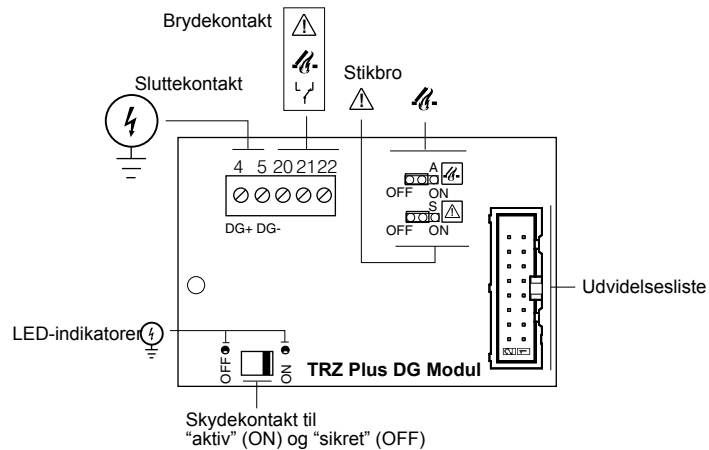 Brydekontakt
Stikbro
Sluttekontakt
4 5 20 21 22
DG+ DG-
A
OFF ON
S
OFF ON
Udvidelsesliste
LED-indikatorer
OFF
ON
TRZ Plus DG Modul
Skydekontakt til
“aktiv” (ON) og “sikret” (OFF)